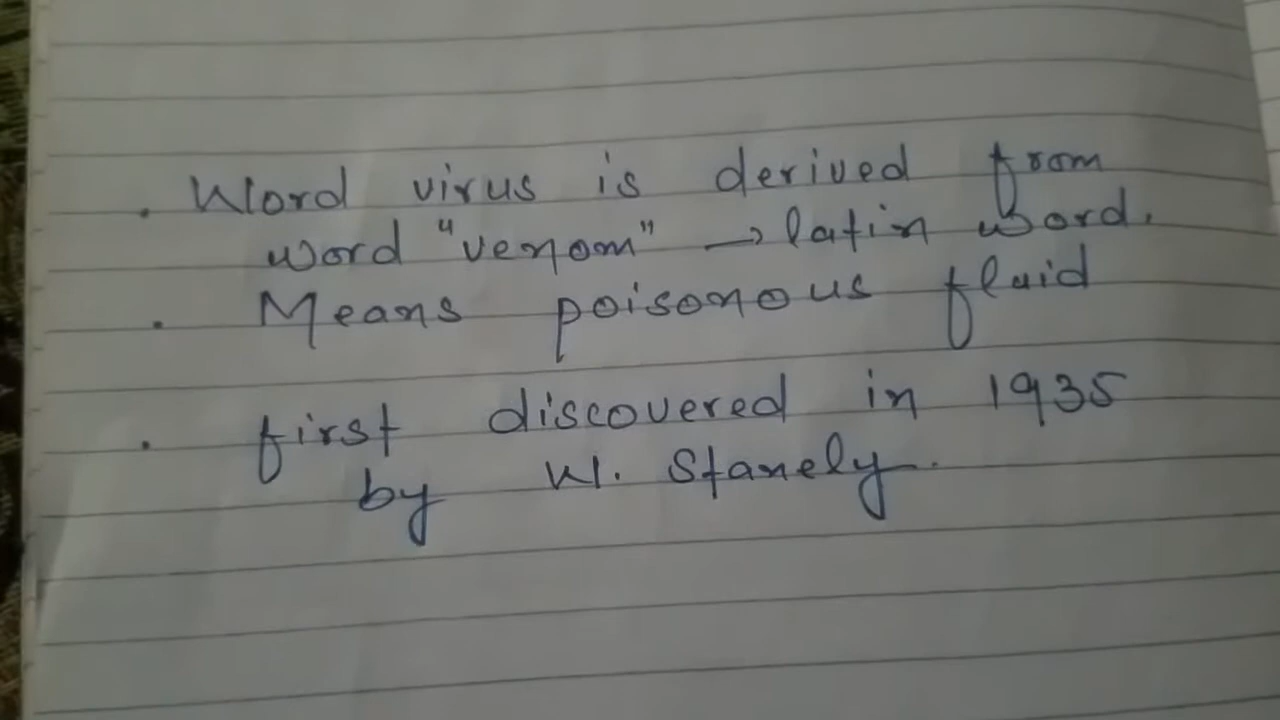 . Word virus is derived from
word "venom" → latin word.
. Means poisonous fluid
. first discovered in 1935
by W. Stanely.